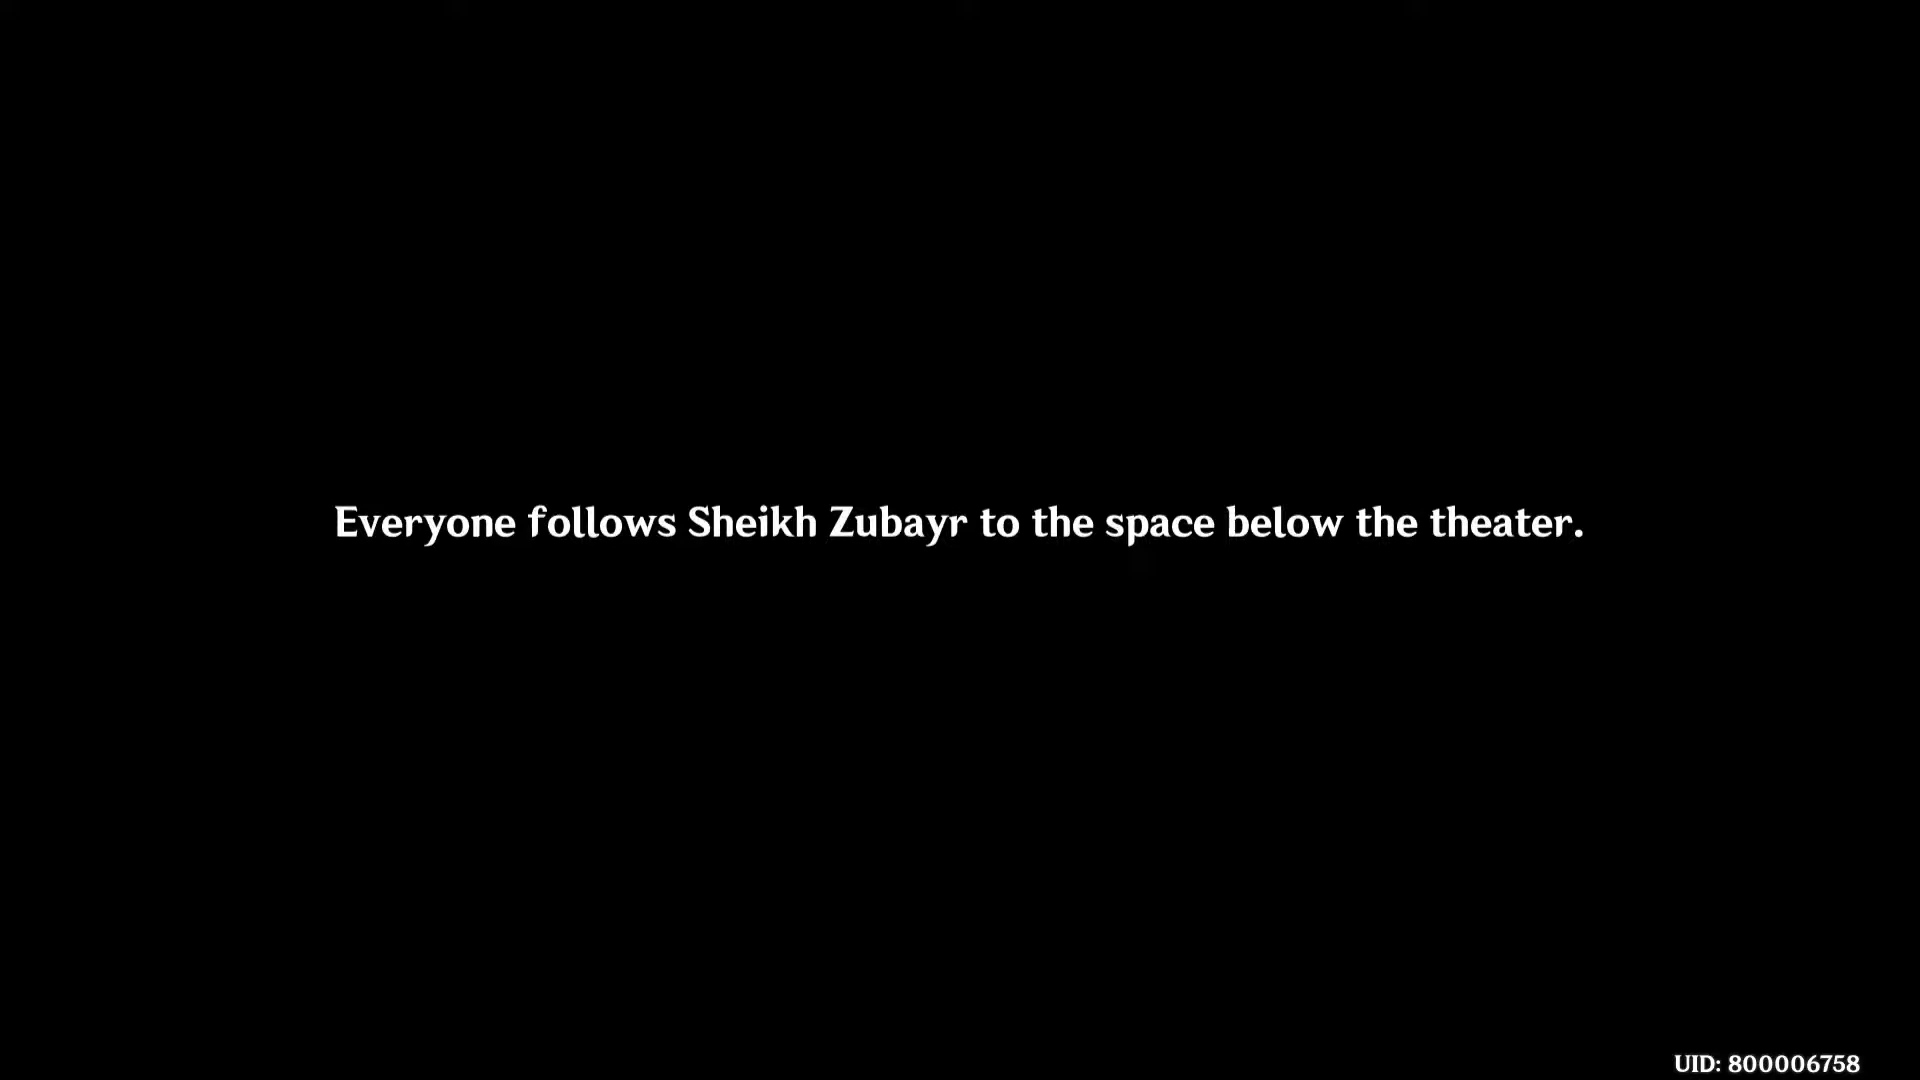 Everyone follows Sheikh Zubayr to the space below the theater.
UID: 800006758